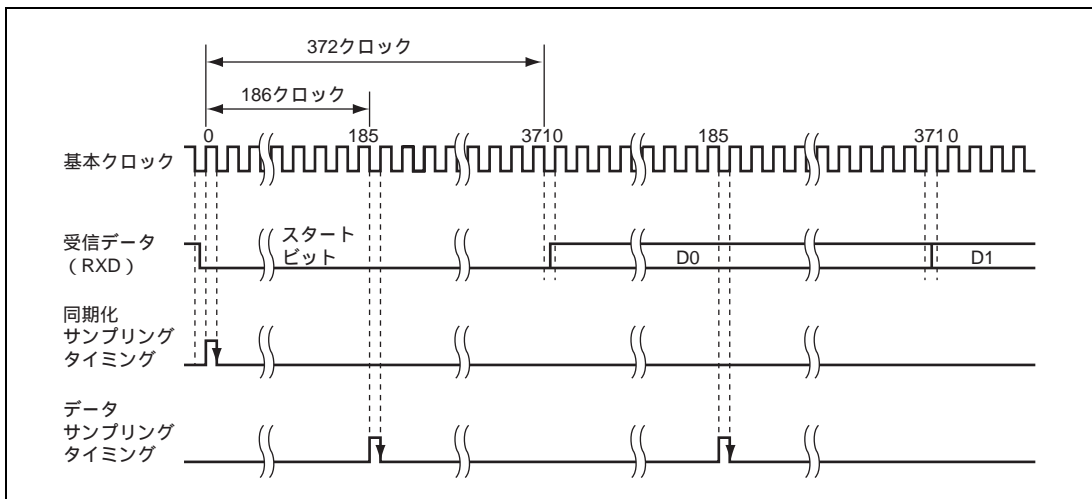 372クロック
186クロック
0 185 3710 185 3710
基本クロック
受信データ
(RXD)
スタート
ビット
D0 D1
同期化
サンプリング
タイミング
データ
サンプリング
タイミング